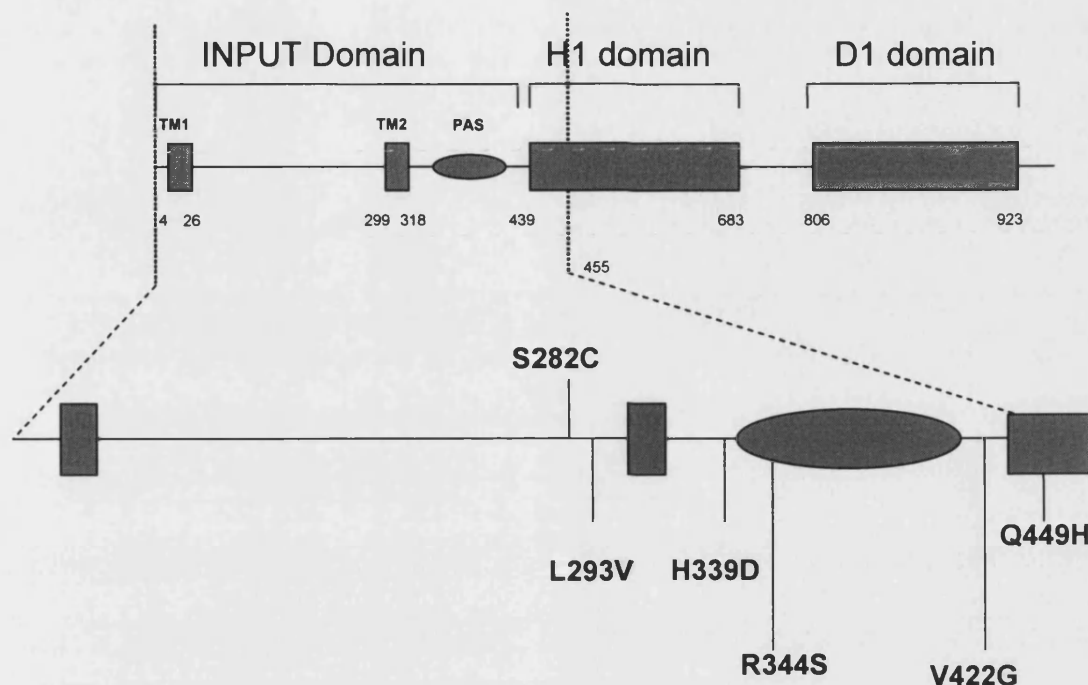 INPUT Domain H1 domain D1 domain
TM1 TM2 PAS
4 26 299 318 439 683 806 923
455
S282C
Q449H
L293V H339D
R344S V422G